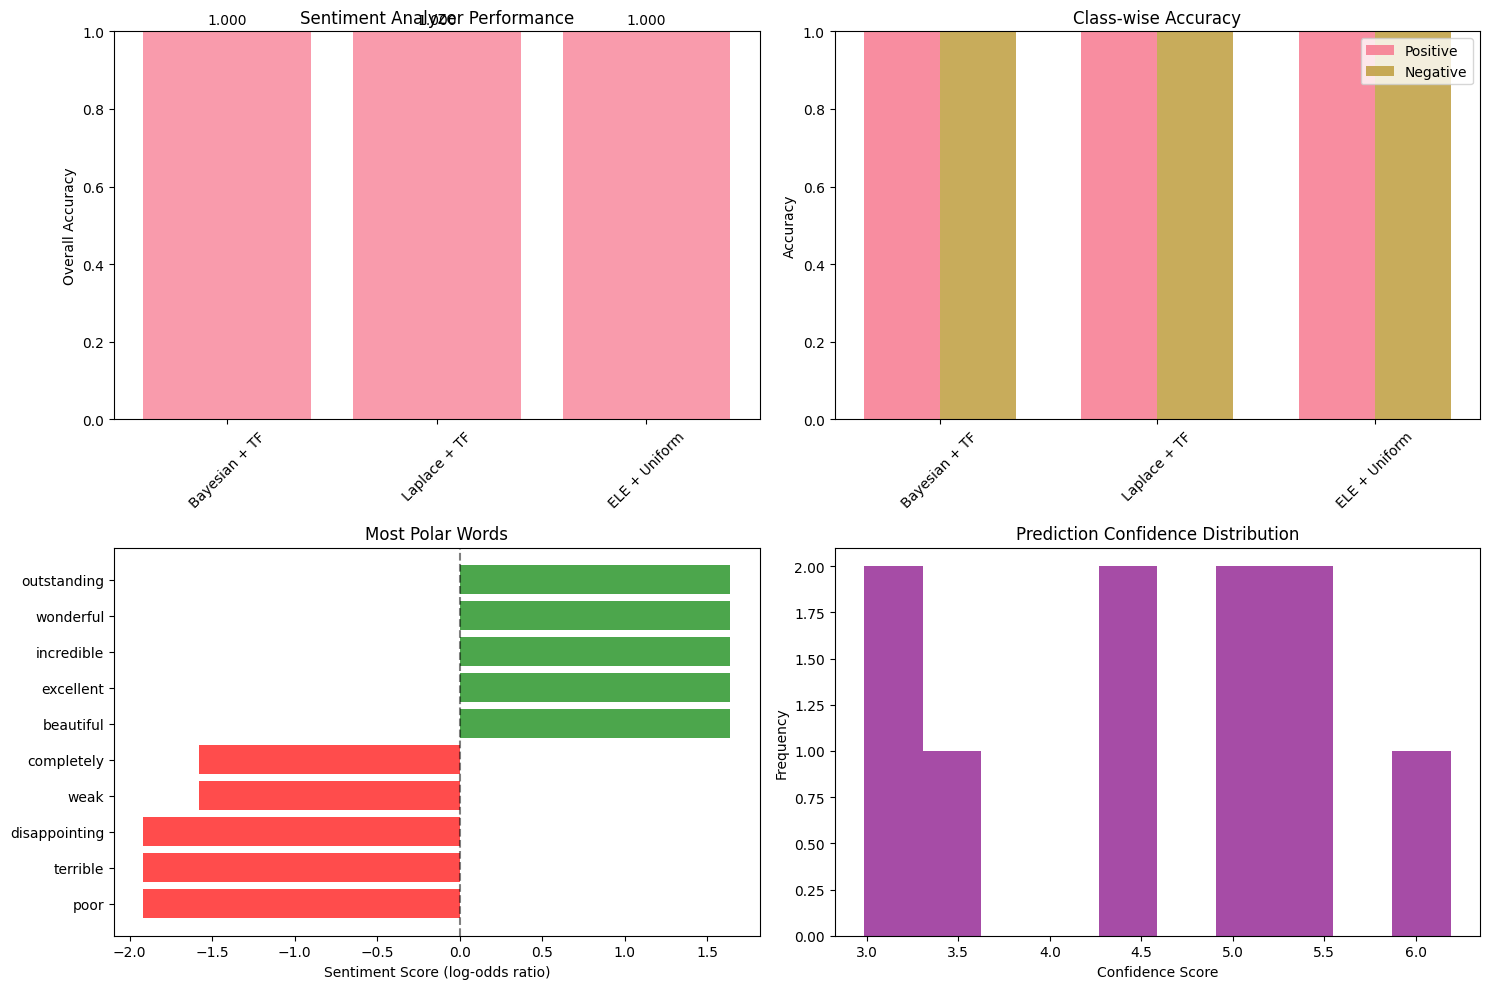 Sentiment Analyzer Performance
1.000
1.000
1.000
Overall Accuracy
1.0
0.8
0.6
0.4
0.2
0.0
Bayesian + TF
Laplace + TF
ELE + Uniform
Class-wise Accuracy
Positive
Negative
Accuracy
1.0
0.8
0.6
0.4
0.2
0.0
Bayesian + TF
Laplace + TF
ELE + Uniform
Most Polar Words
outstanding
wonderful
incredible
excellent
beautiful
completely
weak
disappointing
terrible
poor
−2.0 −1.5 −1.0 −0.5 0.0 0.5 1.0 1.5
Sentiment Score (log-odds ratio)
Prediction Confidence Distribution
Frequency
2.00
1.75
1.50
1.25
1.00
0.75
0.50
0.25
0.00
3.0 3.5 4.0 4.5 5.0 5.5 6.0
Confidence Score